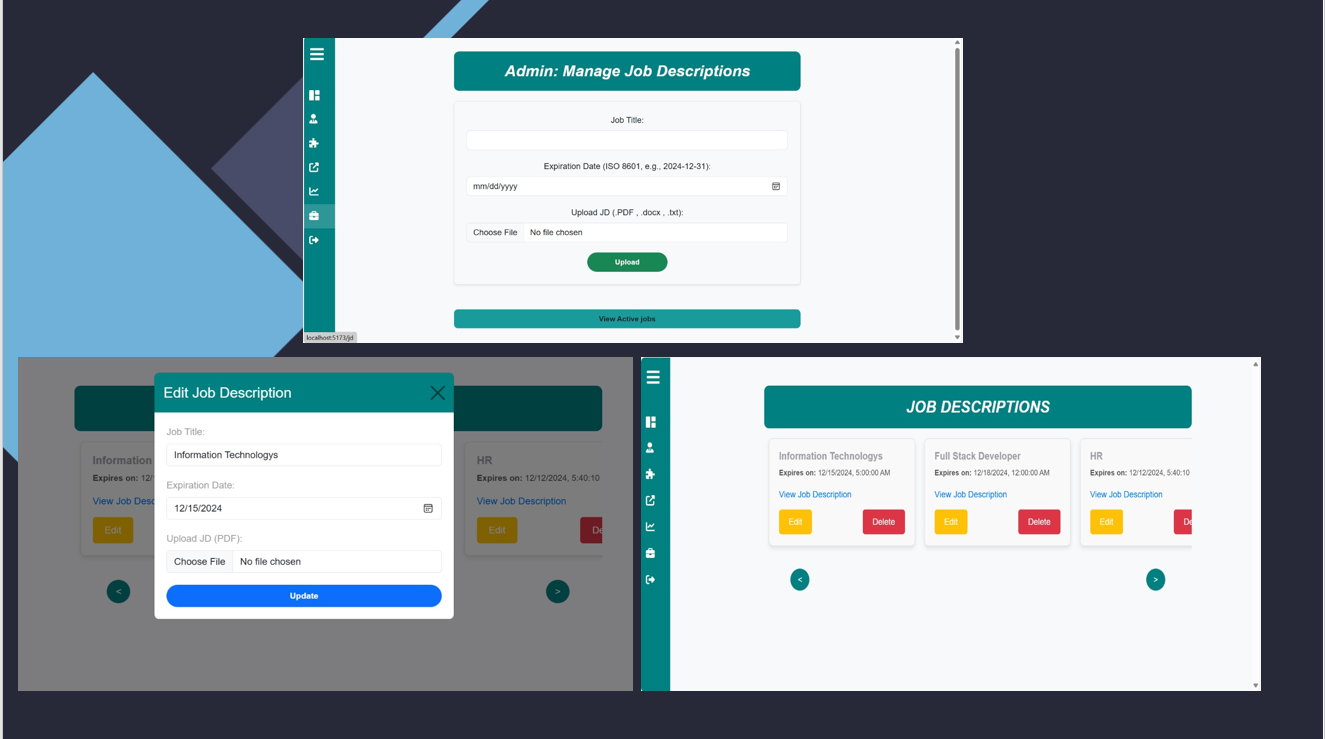 Admin: Manage Job Descriptions
Job Title:
Expiration Date (ISO 8601, e.g., 2024-12-31):
mm/dd/yyyy
Upload JD (.PDF , .docx , .txt):
Choose File No file chosen
Upload
View Active jobs
localhost:5173/jd
Edit Job Description
Job Title:
Information Technologys
Expiration Date:
12/15/2024
Upload JD (PDF):
Choose File No file chosen
Update
Information
Expires on: 12/
View Job Desc
Edit
HR
Expires on: 12/12/2024, 5:40:10
View Job Description
Edit
De
<
>
JOB DESCRIPTIONS
Information Technologys
Expires on: 12/15/2024, 5:00:00 AM
View Job Description
Edit Delete
Full Stack Developer
Expires on: 12/18/2024, 12:00:00 AM
View Job Description
Edit Delete
HR
Expires on: 12/12/2024, 5:40:10
View Job Description
Edit De
<
>